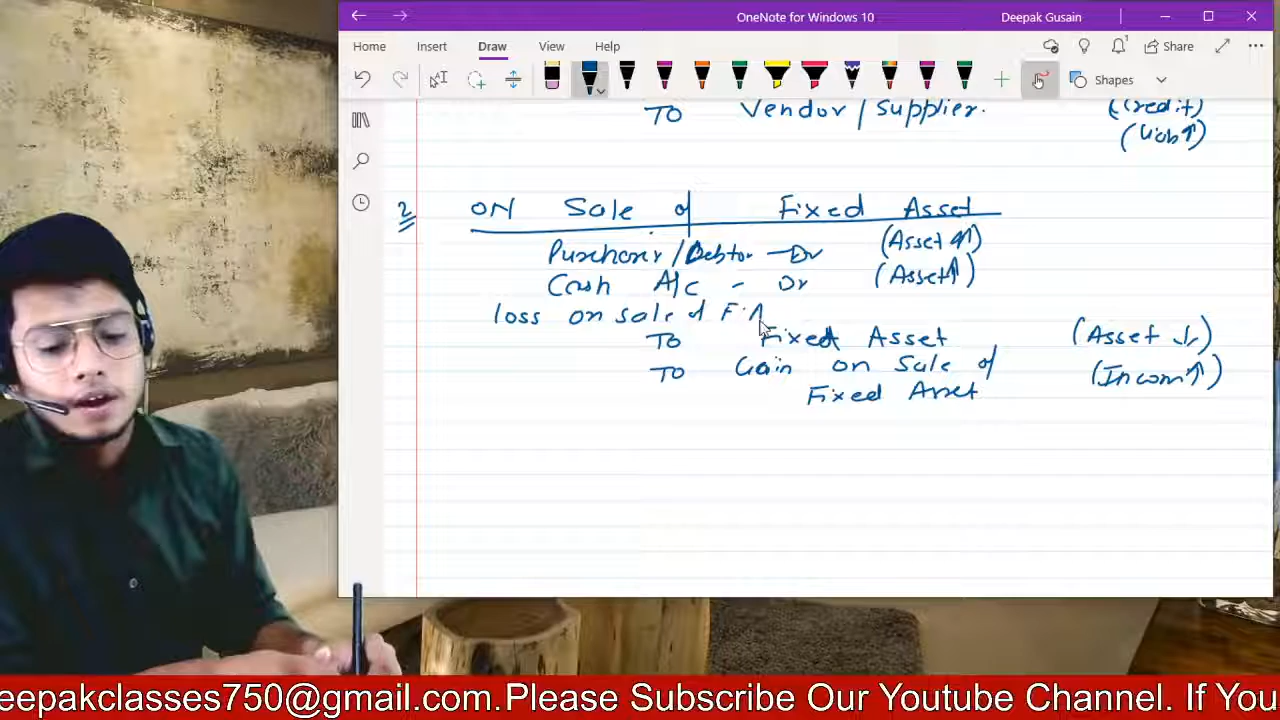 OneNote for Windows 10
Deepak Gusain
Home Insert Draw View Help
Share
Shapes
TO Vendor / Supplier. (Credit)
(Liab↑)
2 ON Sale of Fixed Asset
Purchaser / Debtor — Dr (Asset ↑)
Cash A/c - Dr (Asset↑)
loss on sale of F.A
TO Fixed Asset (Asset ↓)
TO Gain on Sale of (Incom↑)
Fixed Asset
eepakclasses750@gmail.com.Please Subscribe Our Youtube Channel. If You